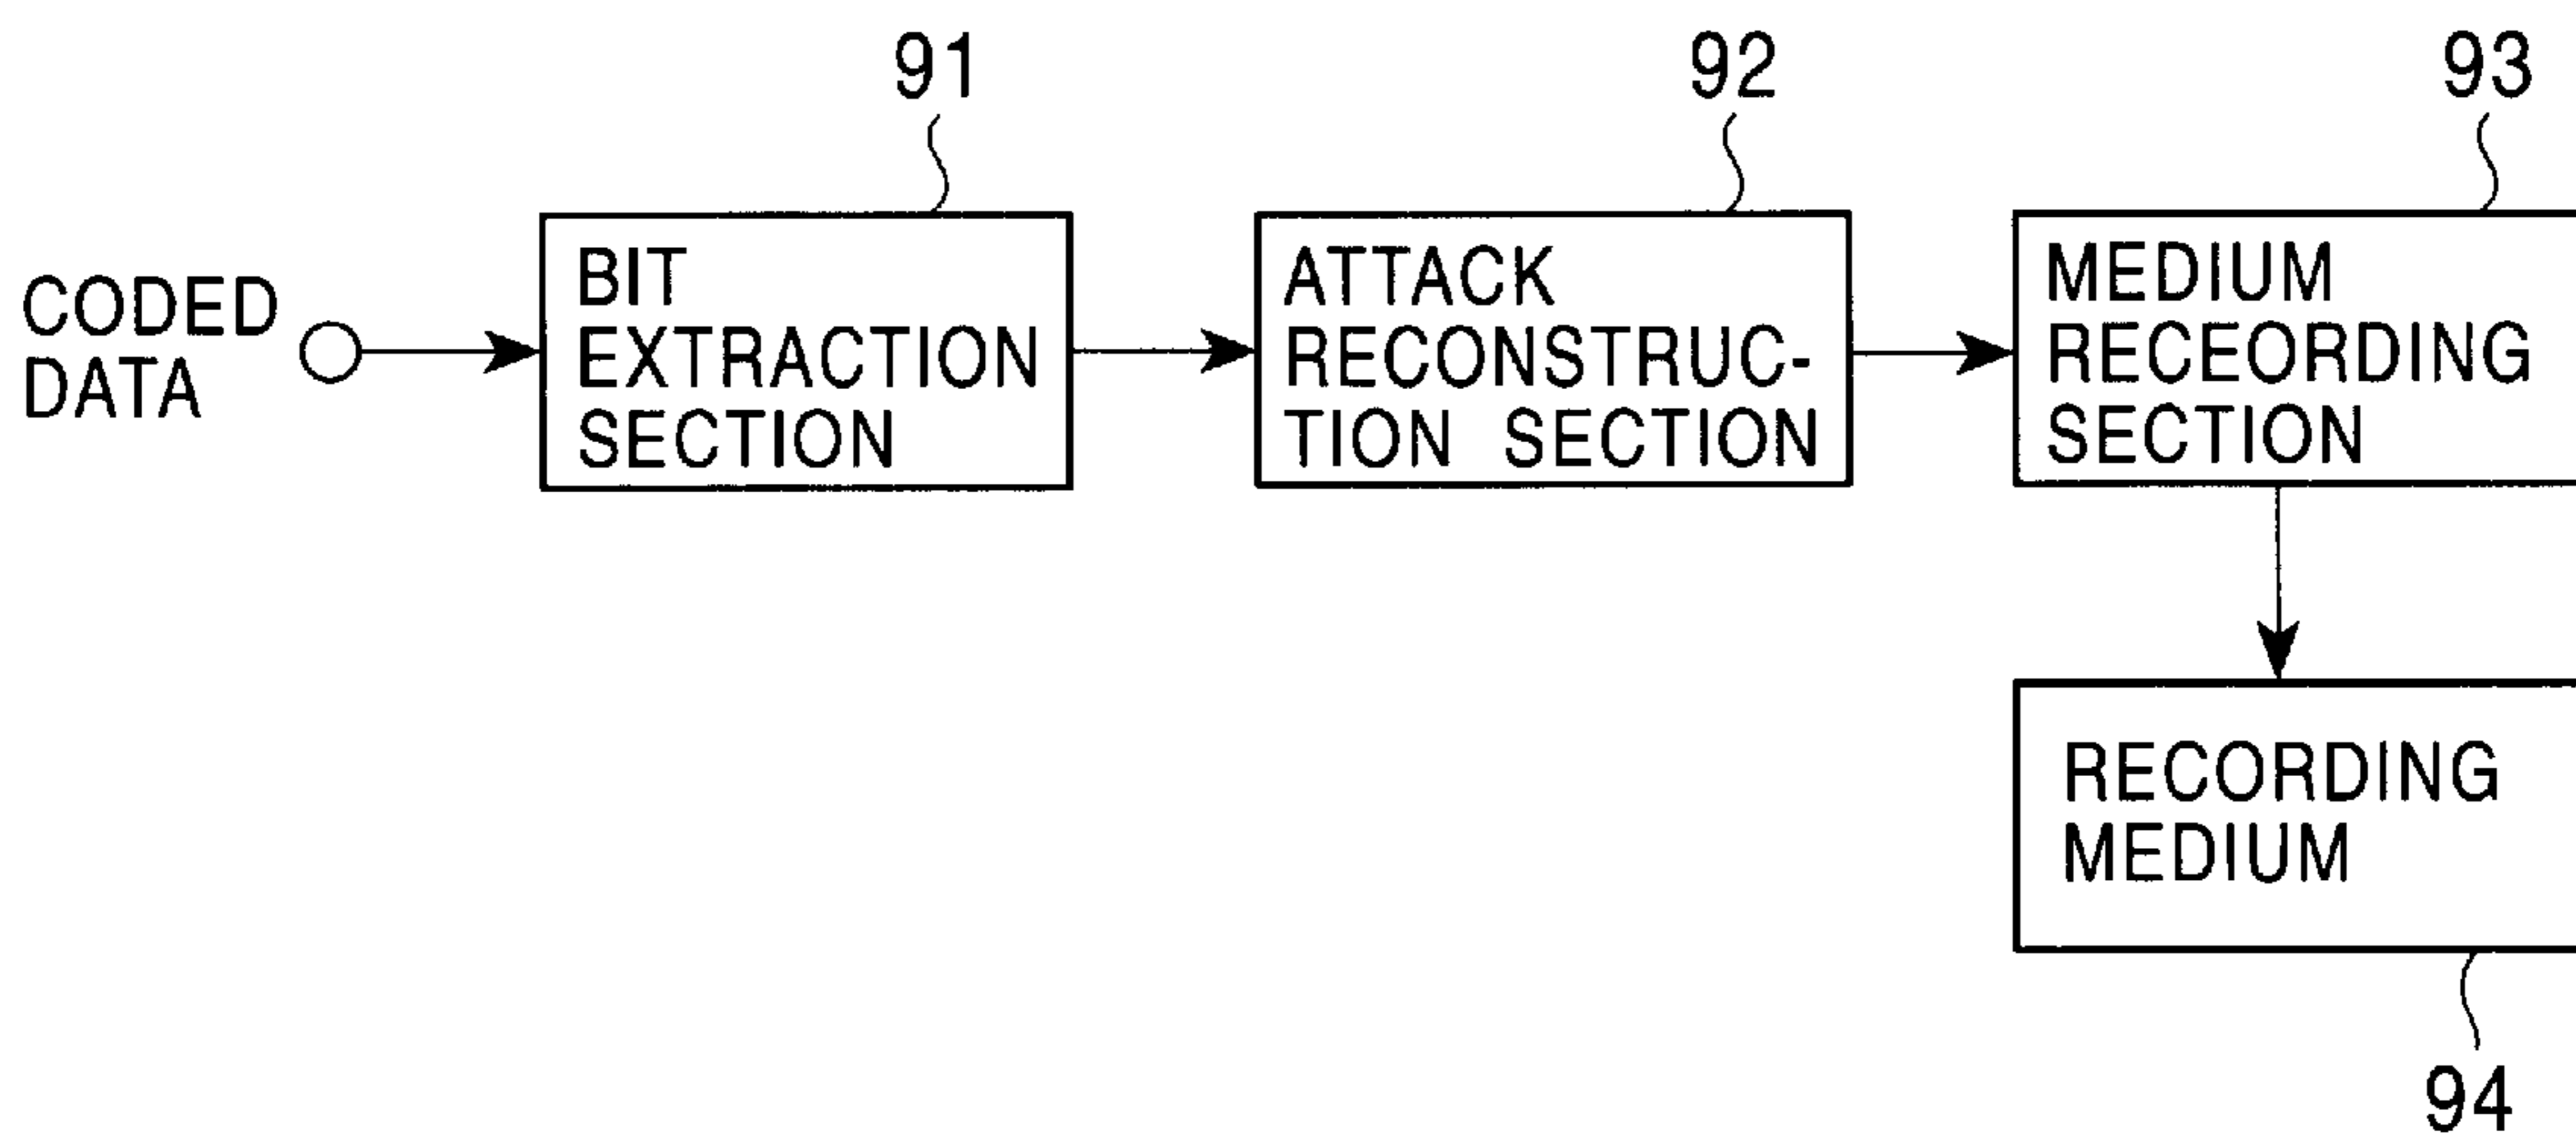 91
92
93
CODED
DATA
BIT
EXTRACTION
SECTION
ATTACK
RECONSTRUC-
TION SECTION
MEDIUM
RECEORDING
SECTION
RECORDING
MEDIUM
94